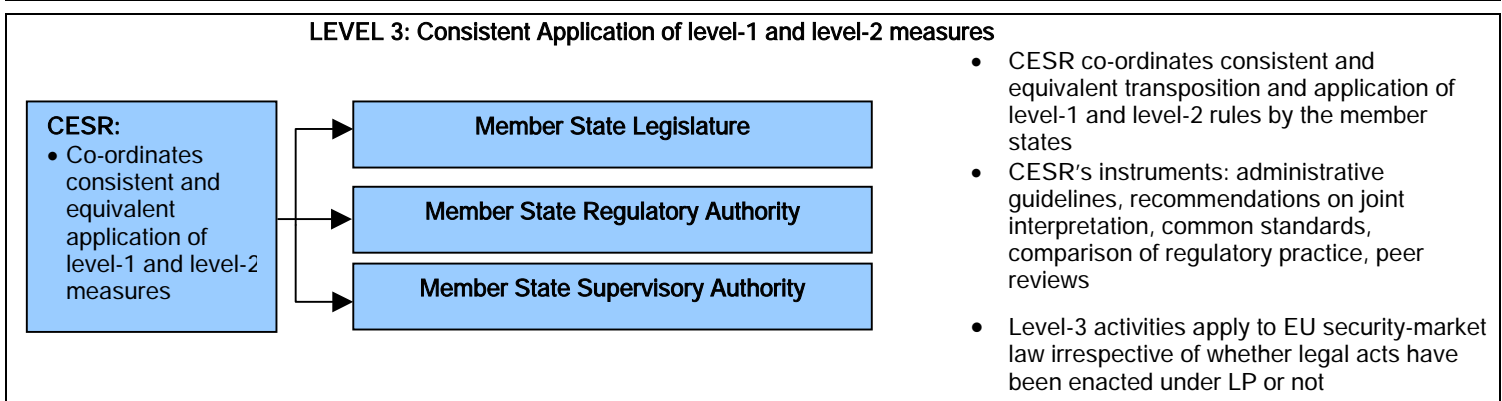 LEVEL 3: Consistent Application of level-1 and level-2 measures
CESR:
• Co-ordinates
consistent and
equivalent
application of
level-1 and level-2
measures
Member State Legislature
Member State Regulatory Authority
Member State Supervisory Authority
• CESR co-ordinates consistent and
equivalent transposition and application of
level-1 and level-2 rules by the member
states
• CESR's instruments: administrative
guidelines, recommendations on joint
interpretation, common standards,
comparison of regulatory practice, peer
reviews
• Level-3 activities apply to EU security-market
law irrespective of whether legal acts have
been enacted under LP or not